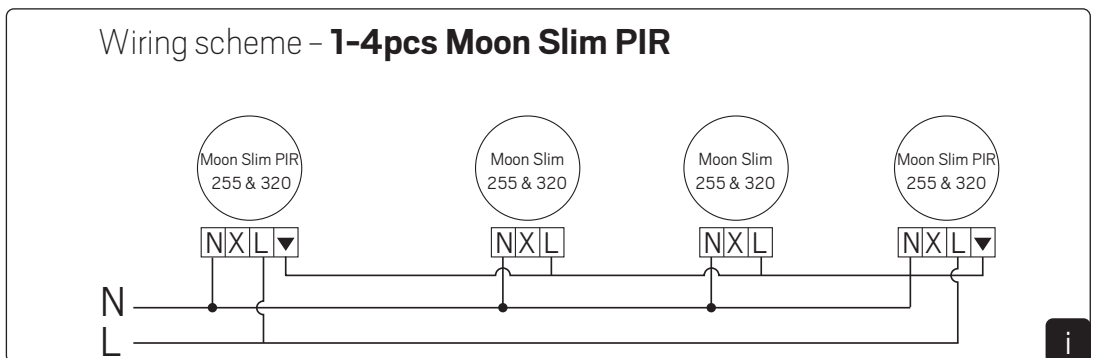 Wiring scheme – 1-4pcs Moon Slim PIR
Moon Slim PIR
255 & 320
Moon Slim
255 & 320
Moon Slim
255 & 320
Moon Slim PIR
255 & 320
N X L ▼
N X L
N X L
N X L ▼
N
L
i